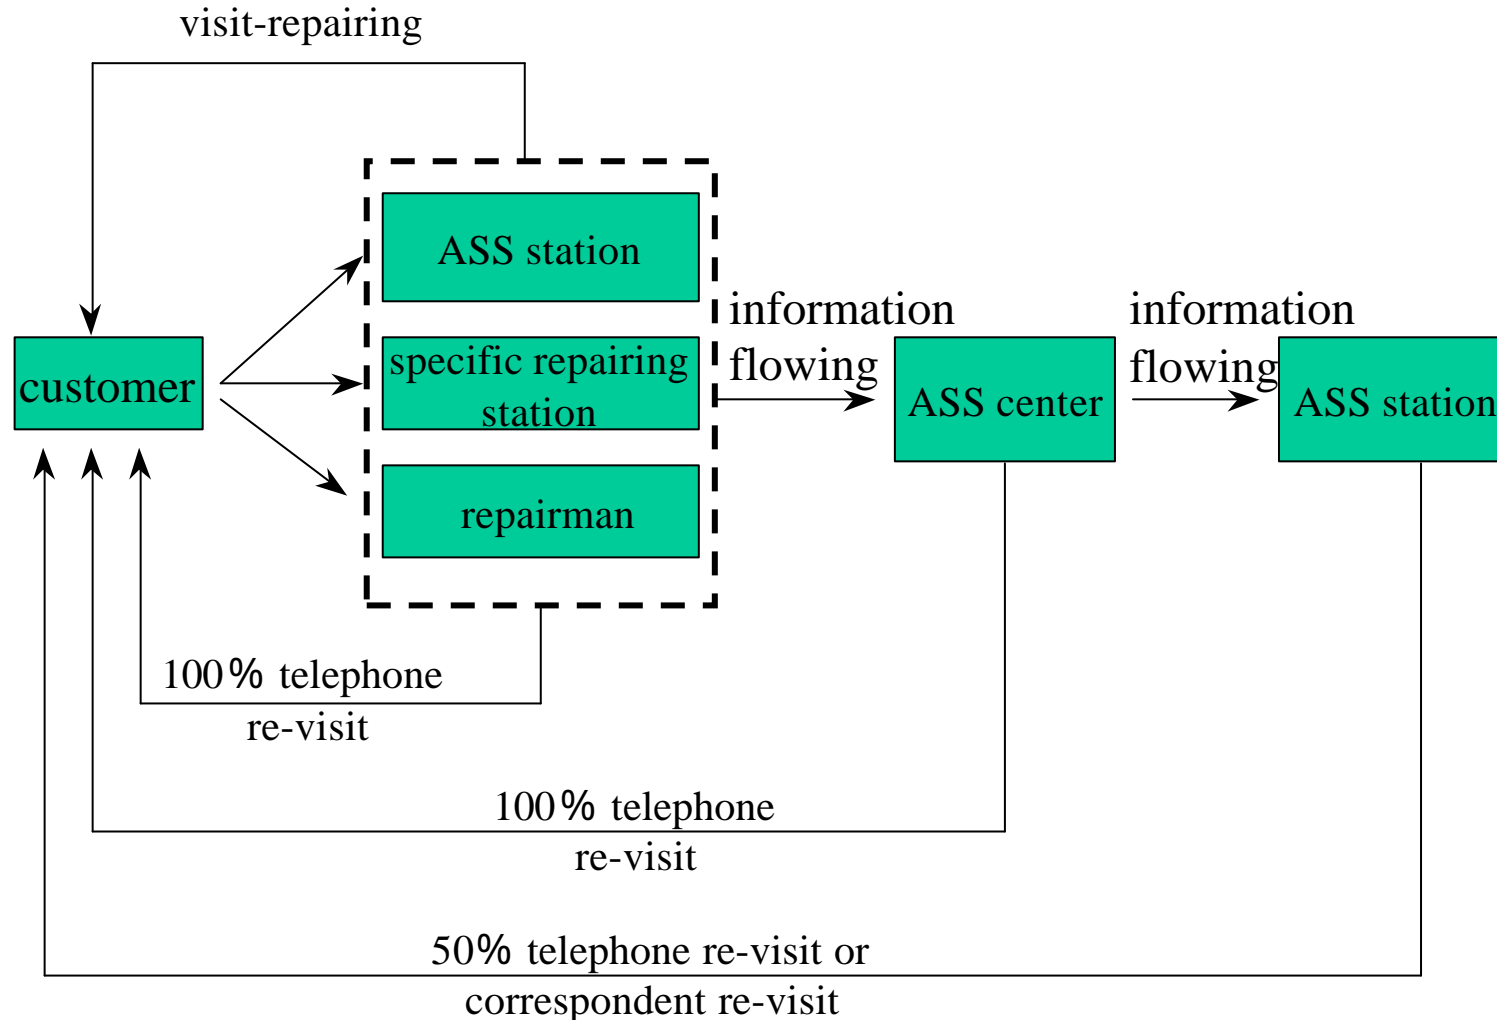 visit-repairing
ASS station
customer
specific repairing
station
repairman
information
flowing
ASS center
information
flowing
ASS station
100% telephone
re-visit
100% telephone
re-visit
50% telephone re-visit or
correspondent re-visit